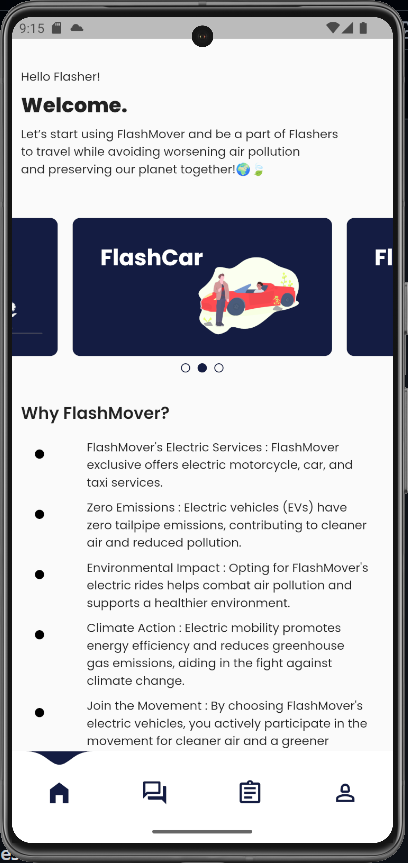 9:15
Hello Flasher!
Welcome.
Let's start using FlashMover and be a part of Flashers
to travel while avoiding worsening air pollution
and preserving our planet together!🌍🍃
FlashCar
Why FlashMover?
FlashMover's Electric Services : FlashMover
exclusive offers electric motorcycle, car, and
taxi services.
Zero Emissions : Electric vehicles (EVs) have
zero tailpipe emissions, contributing to cleaner
air and reduced pollution.
Environmental Impact : Opting for FlashMover's
electric rides helps combat air pollution and
supports a healthier environment.
Climate Action : Electric mobility promotes
energy efficiency and reduces greenhouse
gas emissions, aiding in the fight against
climate change.
Join the Movement : By choosing FlashMover's
electric vehicles, you actively participate in the
movement for cleaner air and a greener